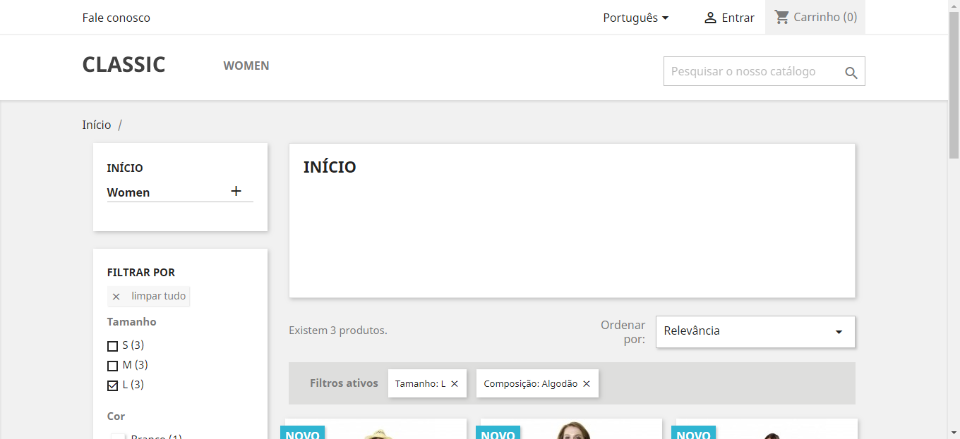 Fale conosco
Português
Entrar
Carrinho (0)
CLASSIC
WOMEN
Pesquisar o nosso catálogo
Início /
INÍCIO
Women
FILTRAR POR
limpar tudo
Tamanho
S (3)
M (3)
L (3)
Cor
Branco (1)
INÍCIO
Existem 3 produtos.
Ordenar por:
Relevância
Filtros ativos
Tamanho: L
Composição: Algodão
NOVO
NOVO
NOVO